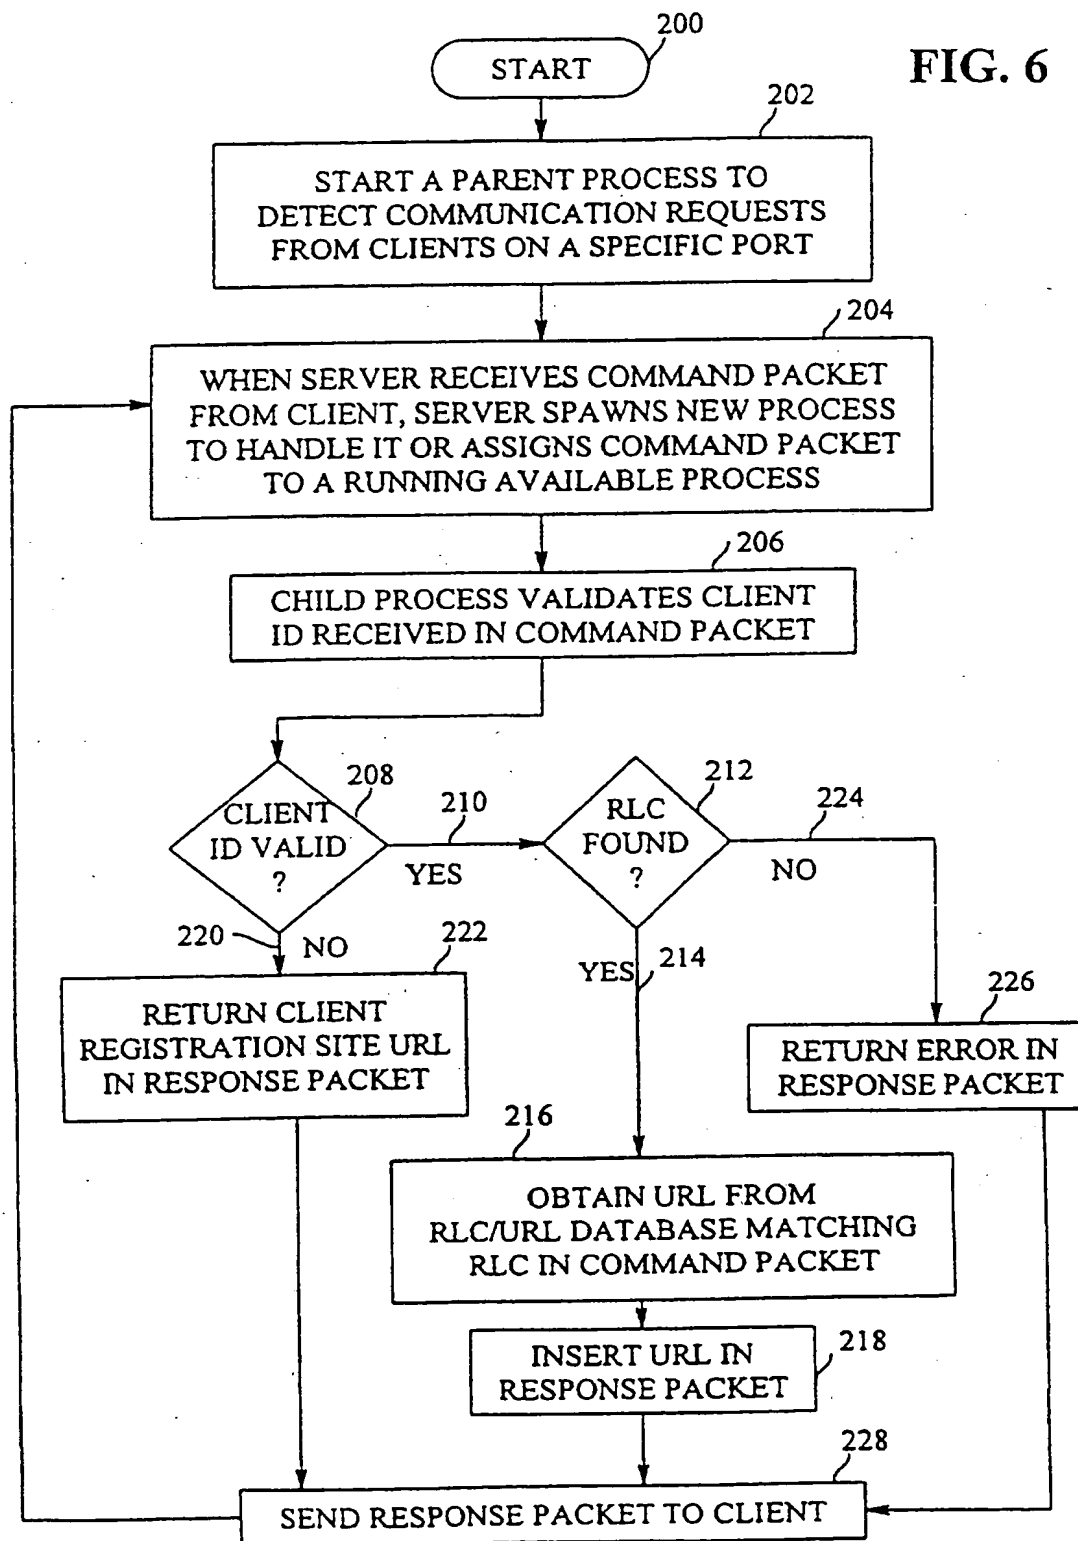 200
START
FIG. 6
202
START A PARENT PROCESS TO
DETECT COMMUNICATION REQUESTS
FROM CLIENTS ON A SPECIFIC PORT
204
WHEN SERVER RECEIVES COMMAND PACKET
FROM CLIENT, SERVER SPAWNS NEW PROCESS
TO HANDLE IT OR ASSIGNS COMMAND PACKET
TO A RUNNING AVAILABLE PROCESS
206
CHILD PROCESS VALIDATES CLIENT
ID RECEIVED IN COMMAND PACKET
208
CLIENT
ID VALID
?
210
YES
212
RLC
FOUND
?
224
NO
220
NO
222
RETURN CLIENT
REGISTRATION SITE URL
IN RESPONSE PACKET
YES
214
226
RETURN ERROR IN
RESPONSE PACKET
216
OBTAIN URL FROM
RLC/URL DATABASE MATCHING
RLC IN COMMAND PACKET
218
INSERT URL IN
RESPONSE PACKET
228
SEND RESPONSE PACKET TO CLIENT